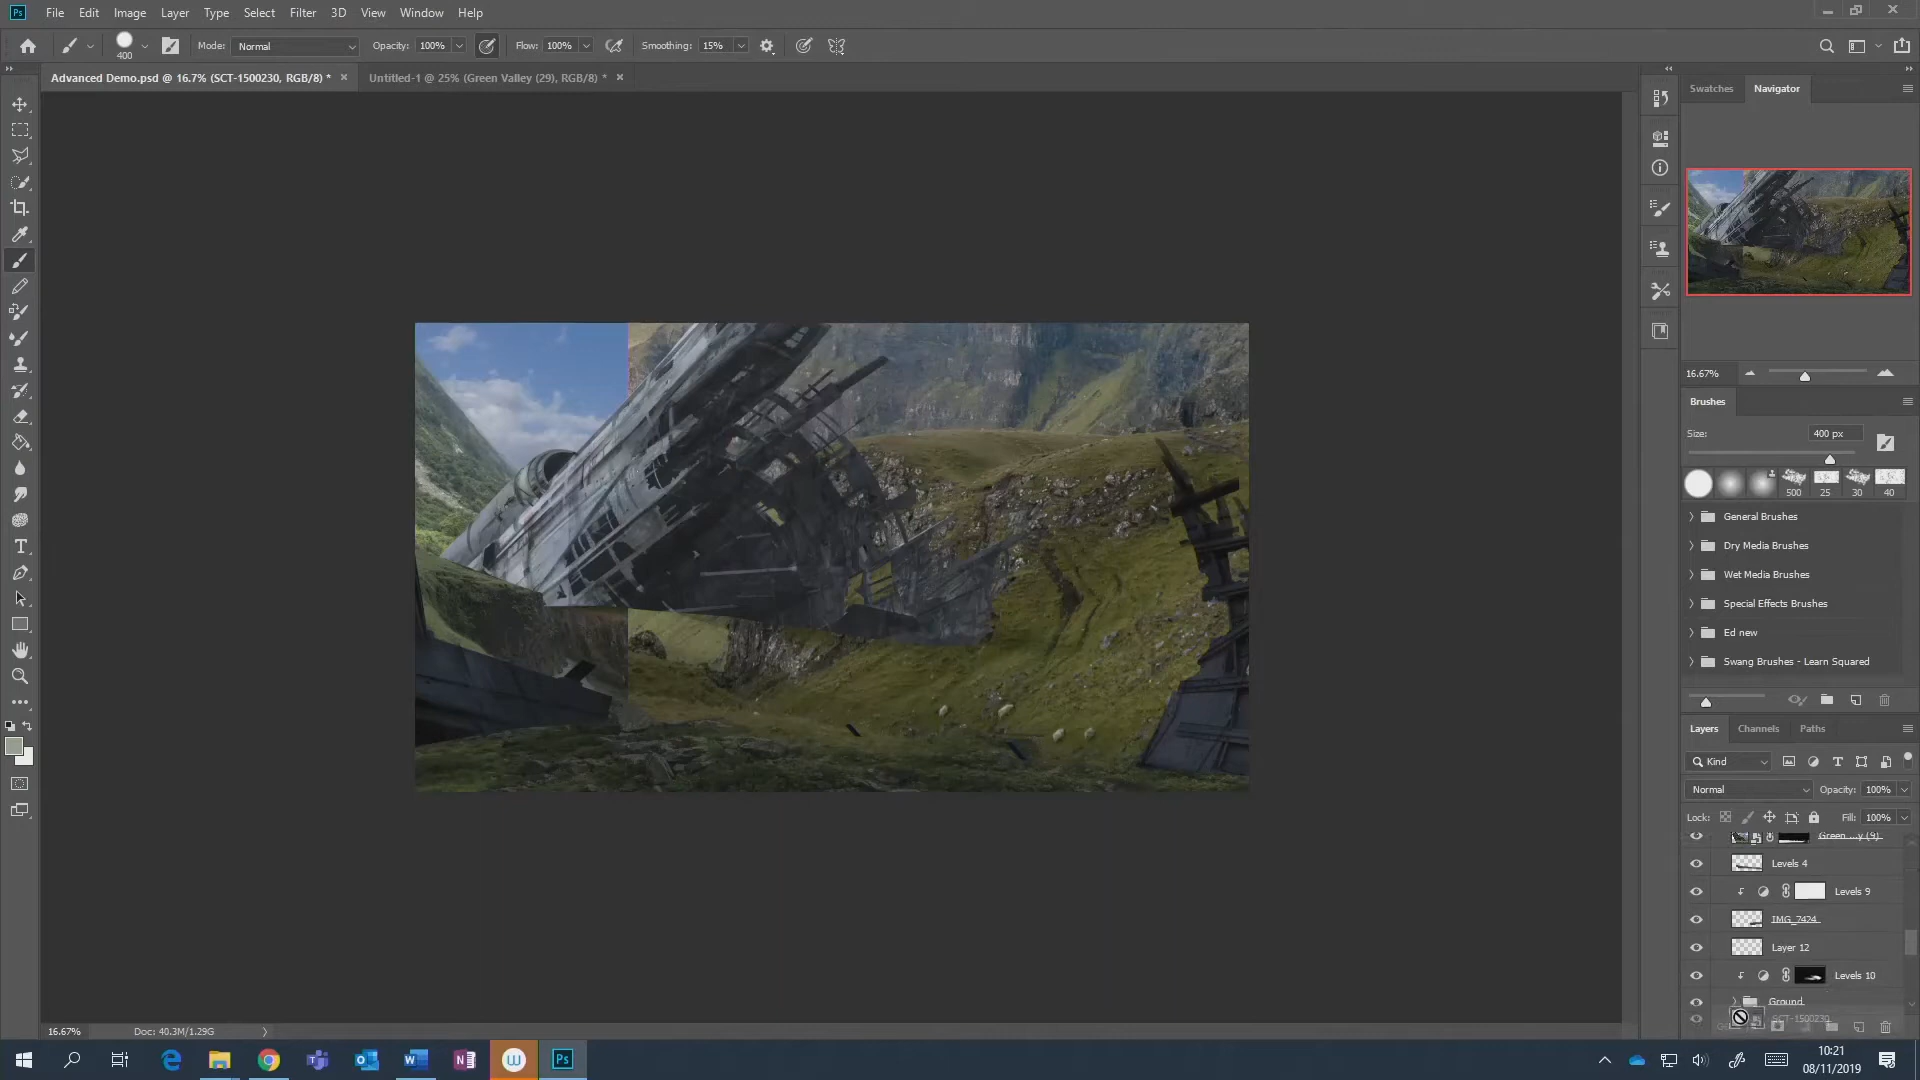 Ps File Edit Image Layer Type Select Filter 3D View Window Help
400 Mode: Normal Opacity: 100% Flow: 100% Smoothing: 15%
Advanced Demo.psd @ 16.7% (SCT-1500230, RGB/8) * × Untitled-1 @ 25% (Green Valley (29), RGB/8) * ×
Swatches Navigator
16.67%
Brushes
Size: 400 px
500 25 30 40
General Brushes
Dry Media Brushes
Wet Media Brushes
Special Effects Brushes
Ed new
Swang Brushes - Learn Squared
Layers Channels Paths
Kind
Normal Opacity: 100%
Lock: Fill: 100%
Green ...y (9)
Levels 4
Levels 9
IMG_7424
Layer 12
Levels 10
Ground
SCT-1500230
16.67% Doc: 40.3M/1.29G
10:21
08/11/2019